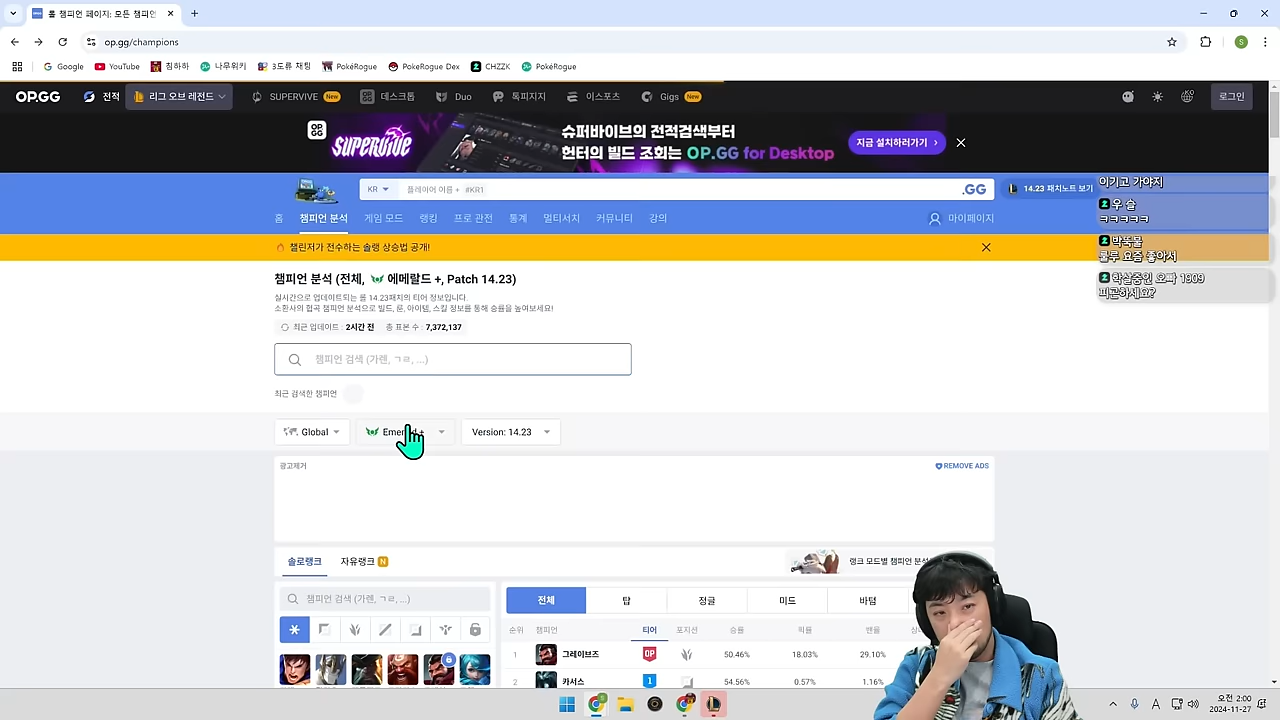 롤 챔피언 페이지: 모든 챔피언
op.gg/champions
Google
YouTube
침하하
나무위키
3도류 채팅
PokéRogue
PokeRogue Dex
CHZZK
PokéRogue
OP.GG
전적
리그 오브 레전드
SUPERVIVE New
데스크톱
Duo
톡피지지
이스포츠
Gigs New
로그인
OP GG
SUPERVIVE
슈퍼바이브의 전적검색부터
헌터의 빌드 조회는 OP.GG for Desktop
지금 설치하러가기 ›
KR
플레이어 이름 + #KR1
.GG
14.23 패치노트 보기
이기고 가야지
홈
챔피언 분석
게임 모드
랭킹
프로 관전
통계
멀티서치
커뮤니티
강의
마이페이지
우 슬
ㅋㅋㅋㅋㅋ
챌린저가 전수하는 솔랭 상승법 공개!
룰루 요즘 좋아서
챔피언 분석 (전체, 에메랄드 +, Patch 14.23)
1909
피곤하세요?
실시간으로 업데이트되는 롤 14.23패치의 티어 정보입니다.
소환사의 협곡 챔피언 분석으로 빌드, 룬, 아이템, 스킬 정보를 통해 승률을 높여보세요!
최근 업데이트 : 2시간 전
총 표본 수 : 7,372,137
챔피언 검색 (가렌, ㄱㄹ, ...)
최근 검색한 챔피언
Global
Version: 14.23
광고제거
REMOVE ADS
솔로랭크
자유랭크 N
랭크 모드별 챔피언 분석
챔피언 검색 (가렌, ㄱㄹ, ...)
전체
탑
정글
미드
바텀
순위
챔피언
티어
포지션
승률
픽률
밴률
1
그레이브즈
OP
50.46%
18.03%
29.10%
2
카서스
1
54.56%
0.57%
1.16%
오전 2:00
2024-11-27